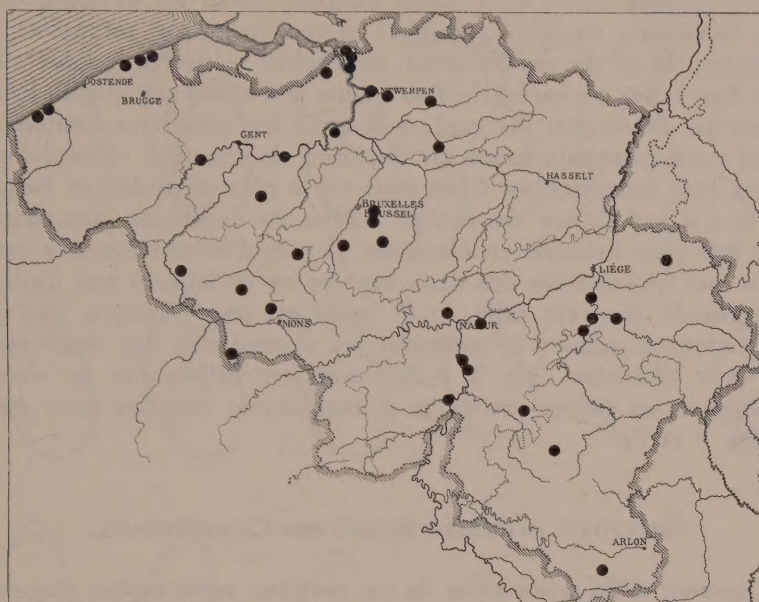 OOSTENDE
BRUGGE
ANTWERPEN
GENT
HASSELT
BRUXELLES
BRUSSEL
LIÉGE
MONS
NAMUR
ARLON